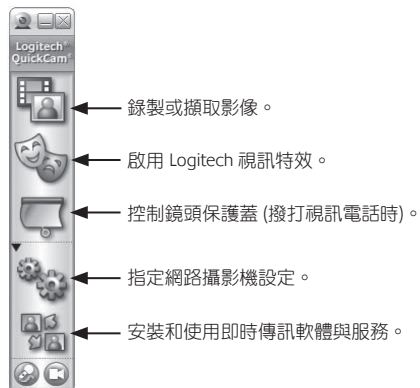 Logitech®
QuickCam®
錄製或擷取影像。
啟用 Logitech 視訊特效。
控制鏡頭保護蓋 (撥打視訊電話時)。
指定網路攝影機設定。
安裝和使用即時傳訊軟體與服務。